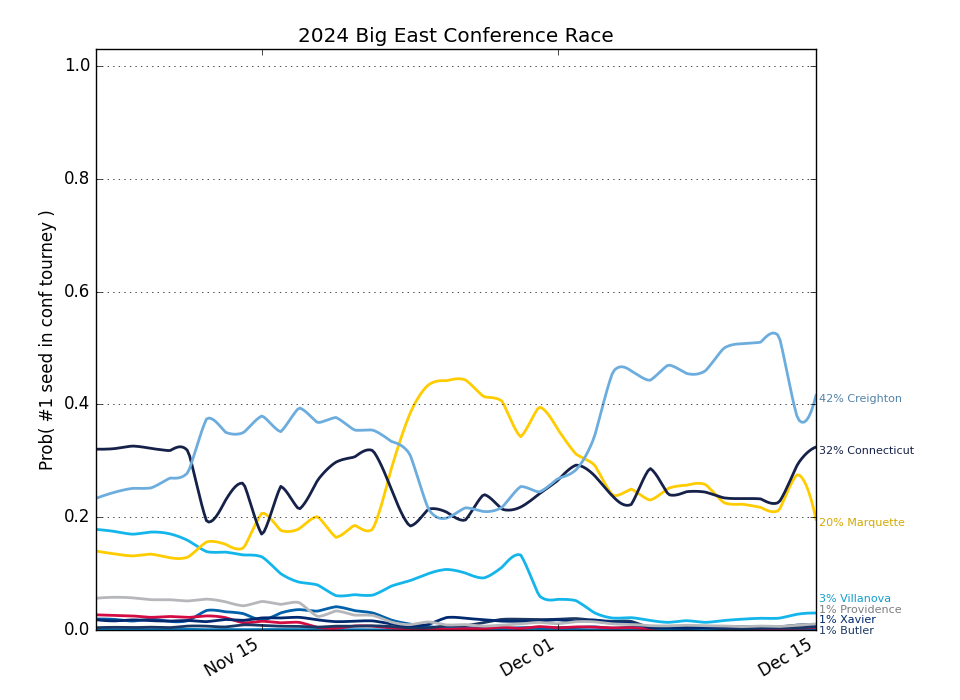 2024 Big East Conference Race
Prob( #1 seed in conf tourney )
1.0
0.8
0.6
0.4
0.2
0.0
Nov 15
Dec 01
Dec 15
42% Creighton
32% Connecticut
20% Marquette
3% Villanova
1% Providence
1% Xavier
1% Butler